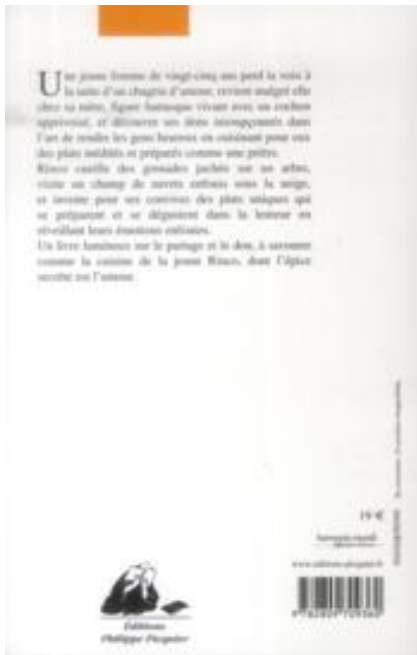 Une jeune femme de vingt-cinq ans perd la voix à
la suite d'un chagrin d'amour, revient malgré elle
chez sa mère, figure fantasque vivant avec un cochon
apprivoisé, et découvre ses dons insoupçonnés dans
l'art de rendre les gens heureux en cuisinant pour eux
des plats inédits et préparés comme une prière.
Rinco cueille des grenades juchée sur un arbre,
visite un champ de navets enfouis sous la neige,
et invente pour ses convives des plats uniques qui
se préparent et se dégustent dans la lenteur en
réveillant leurs émotions enfouies.
Un livre lumineux sur le partage et le don, à savourer
comme la cuisine de la jeune Rinco, dont l'épice
secrète est l'amour.
19 €
www.editions-picquier.fr
Éditions
Philippe Picquier